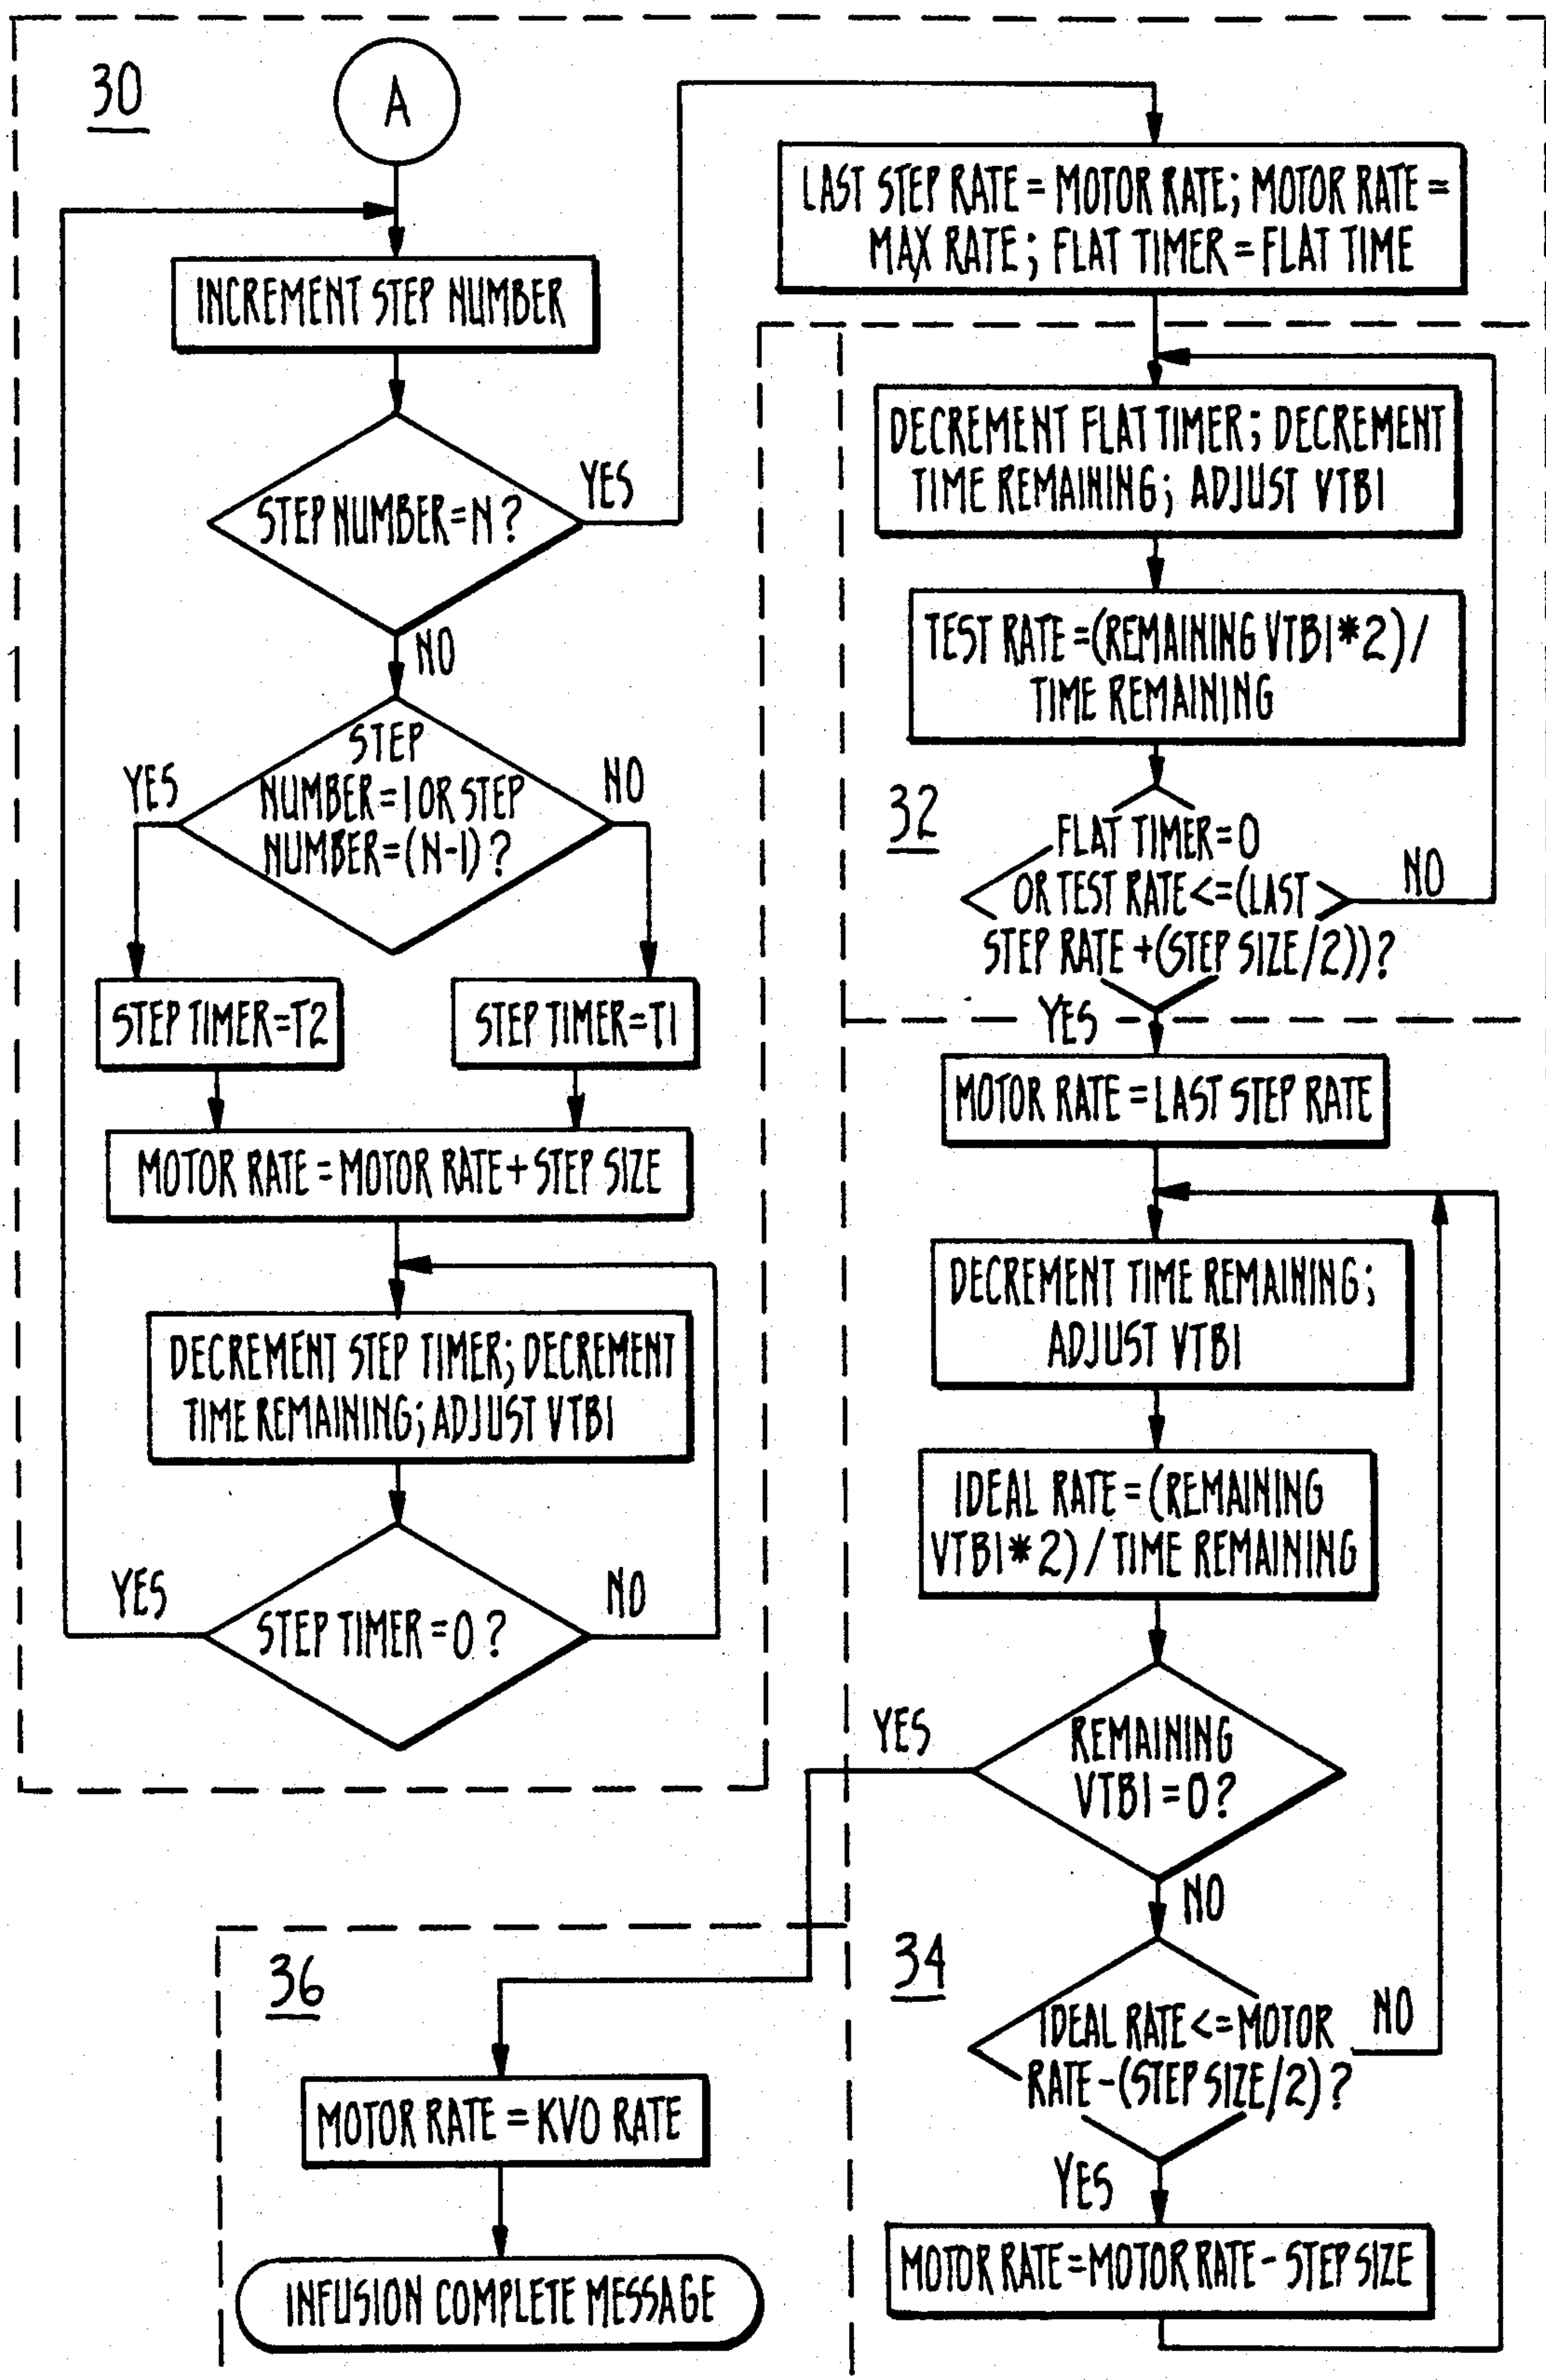 30
A
INCREMENT STEP NUMBER
STEP NUMBER=N?
YES
NO
STEP
NUMBER=1 OR STEP
NUMBER=(N-1)?
YES
NO
STEP TIMER=T2
STEP TIMER=T1
MOTOR RATE=MOTOR RATE+STEP SIZE
DECREMENT STEP TIMER; DECREMENT
TIME REMAINING; ADJUST VTBI
STEP TIMER=0?
YES
NO
LAST STEP RATE=MOTOR RATE; MOTOR RATE=
MAX RATE; FLAT TIMER=FLAT TIME
DECREMENT FLAT TIMER; DECREMENT
TIME REMAINING; ADJUST VTBI
TEST RATE=(REMAINING VTBI*2)/
TIME REMAINING
32
FLAT TIMER=0
OR TEST RATE<=(LAST
STEP RATE+(STEP SIZE/2))?
NO
YES
MOTOR RATE=LAST STEP RATE
DECREMENT TIME REMAINING;
ADJUST VTBI
IDEAL RATE=(REMAINING
VTBI*2)/TIME REMAINING
REMAINING
VTBI=0?
YES
NO
34
IDEAL RATE<=MOTOR
RATE-(STEP SIZE/2)?
NO
YES
MOTOR RATE=MOTOR RATE-STEP SIZE
36
MOTOR RATE=KVO RATE
INFUSION COMPLETE MESSAGE